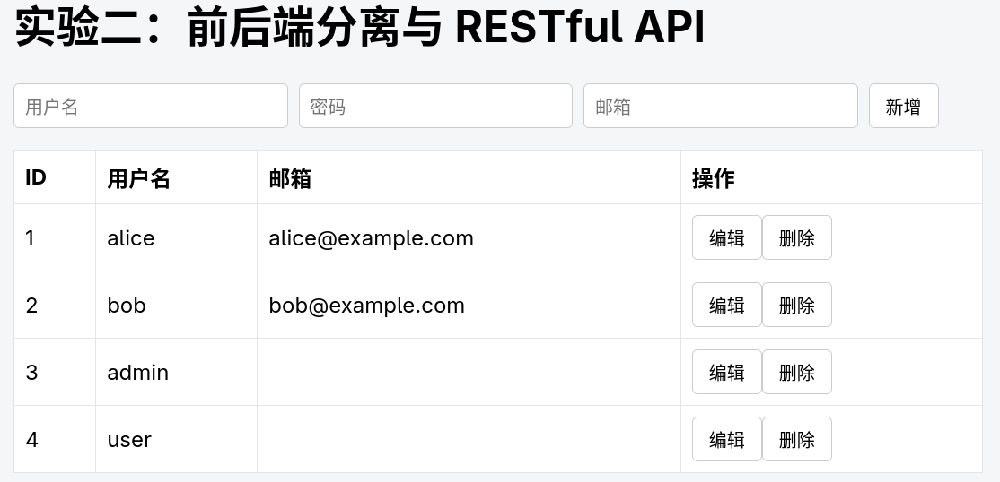 实验二：前后端分离与 RESTful API
用户名 密码 邮箱 新增
ID 用户名 邮箱 操作
1 alice alice@example.com 编辑 删除
2 bob bob@example.com 编辑 删除
3 admin 编辑 删除
4 user 编辑 删除